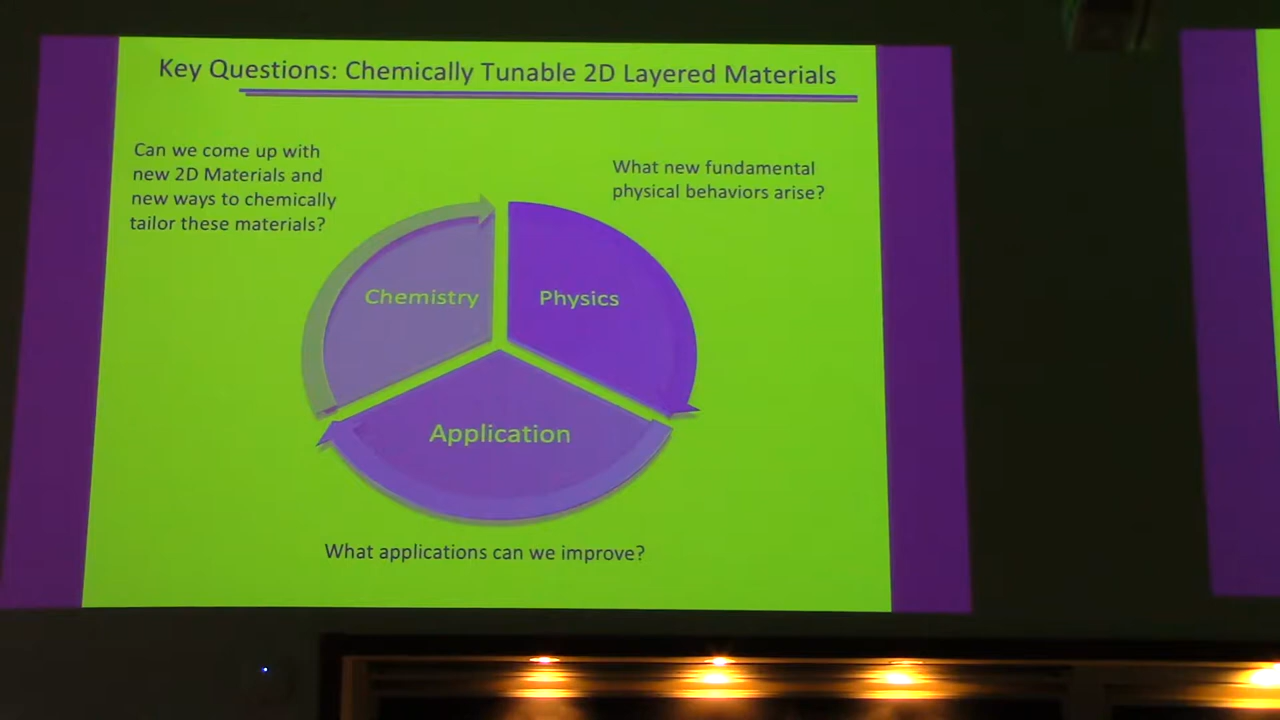 Key Questions: Chemically Tunable 2D Layered Materials
Can we come up with
new 2D Materials and
new ways to chemically
tailor these materials?
What new fundamental
physical behaviors arise?
Chemistry
Physics
Application
What applications can we improve?